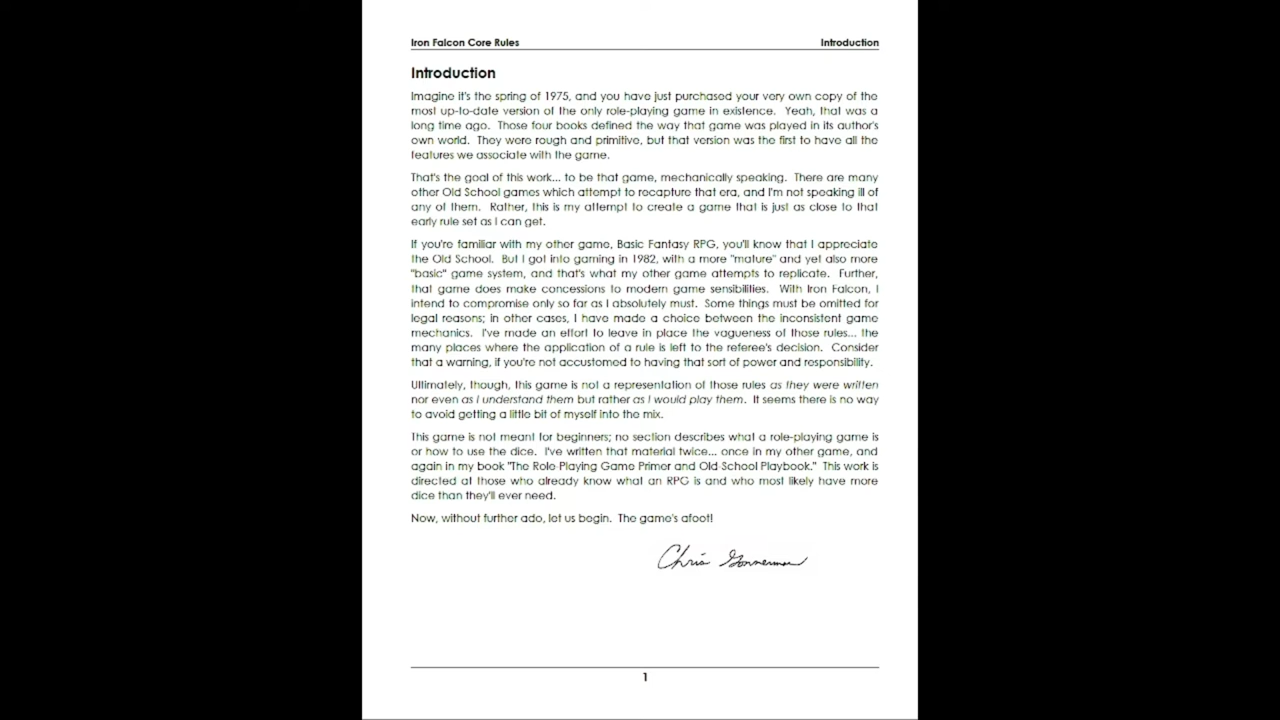 Iron Falcon Core Rules Introduction
Introduction
Imagine it's the spring of 1975, and you have just purchased your very own copy of the
most up-to-date version of the only role-playing game in existence. Yeah, that was a
long time ago. Those four books defined the way that game was played in its author's
own world. They were rough and primitive, but that version was the first to have all the
features we associate with the game.
That's the goal of this work... to be that game, mechanically speaking. There are many
other Old School games which attempt to recapture that era, and I'm not speaking ill of
any of them. Rather, this is my attempt to create a game that is just as close to that
early rule set as I can get.
If you're familiar with my other game, Basic Fantasy RPG, you'll know that I appreciate
the Old School. But I got into gaming in 1982, with a more "mature" and yet also more
"basic" game system, and that's what my other game attempts to replicate. Further,
that game does make concessions to modern game sensibilities. With Iron Falcon, I
intend to compromise only so far as I absolutely must. Some things must be omitted for
legal reasons; in other cases, I have made a choice between the inconsistent game
mechanics. I've made an effort to leave in place the vagueness of those rules... the
many places where the application of a rule is left to the referee's decision. Consider
that a warning, if you're not accustomed to having that sort of power and responsibility.
Ultimately, though, this game is not a representation of those rules as they were written
nor even as I understand them but rather as I would play them. It seems there is no way
to avoid getting a little bit of myself into the mix.
This game is not meant for beginners; no section describes what a role-playing game is
or how to use the dice. I've written that material twice... once in my other game, and
again in my book "The Role-Playing Game Primer and Old School Playbook." This work is
directed at those who already know what an RPG is and who most likely have more
dice than they'll ever need.
Now, without further ado, let us begin. The game's afoot!
Chris Gonnerman
1